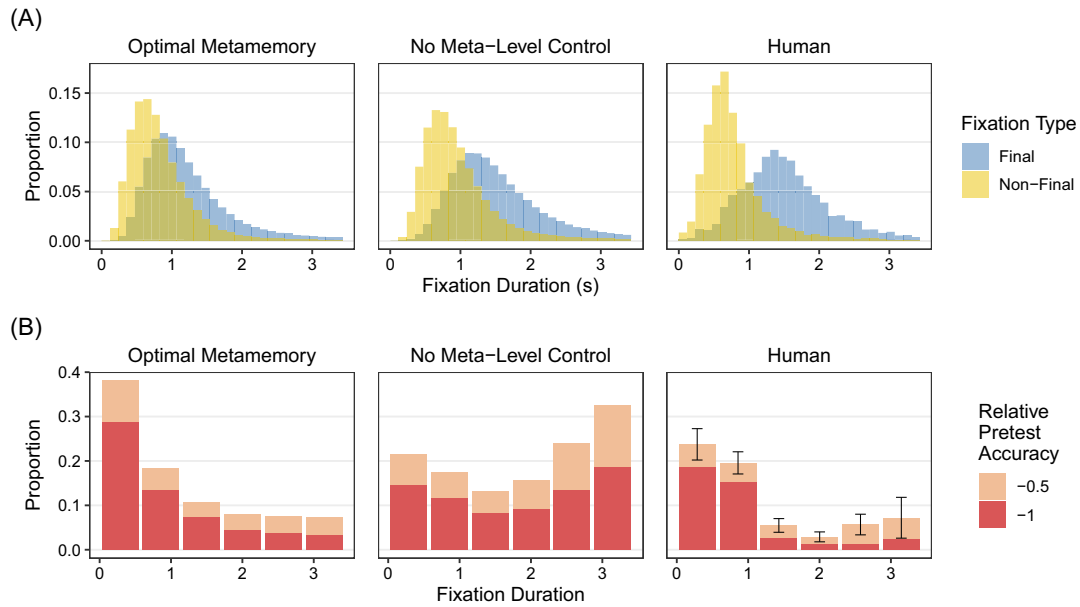 (A)
Optimal Metamemory
No Meta−Level Control
Human
Proportion
0.15
0.10
0.05
0.00
0 1 2 3
0 1 2 3
0 1 2 3
Fixation Duration (s)
Fixation Type
Final
Non−Final
(B)
Optimal Metamemory
No Meta−Level Control
Human
Proportion
0.4
0.3
0.2
0.1
0.0
0 1 2 3
0 1 2 3
0 1 2 3
Fixation Duration
Relative
Pretest
Accuracy
−0.5
−1